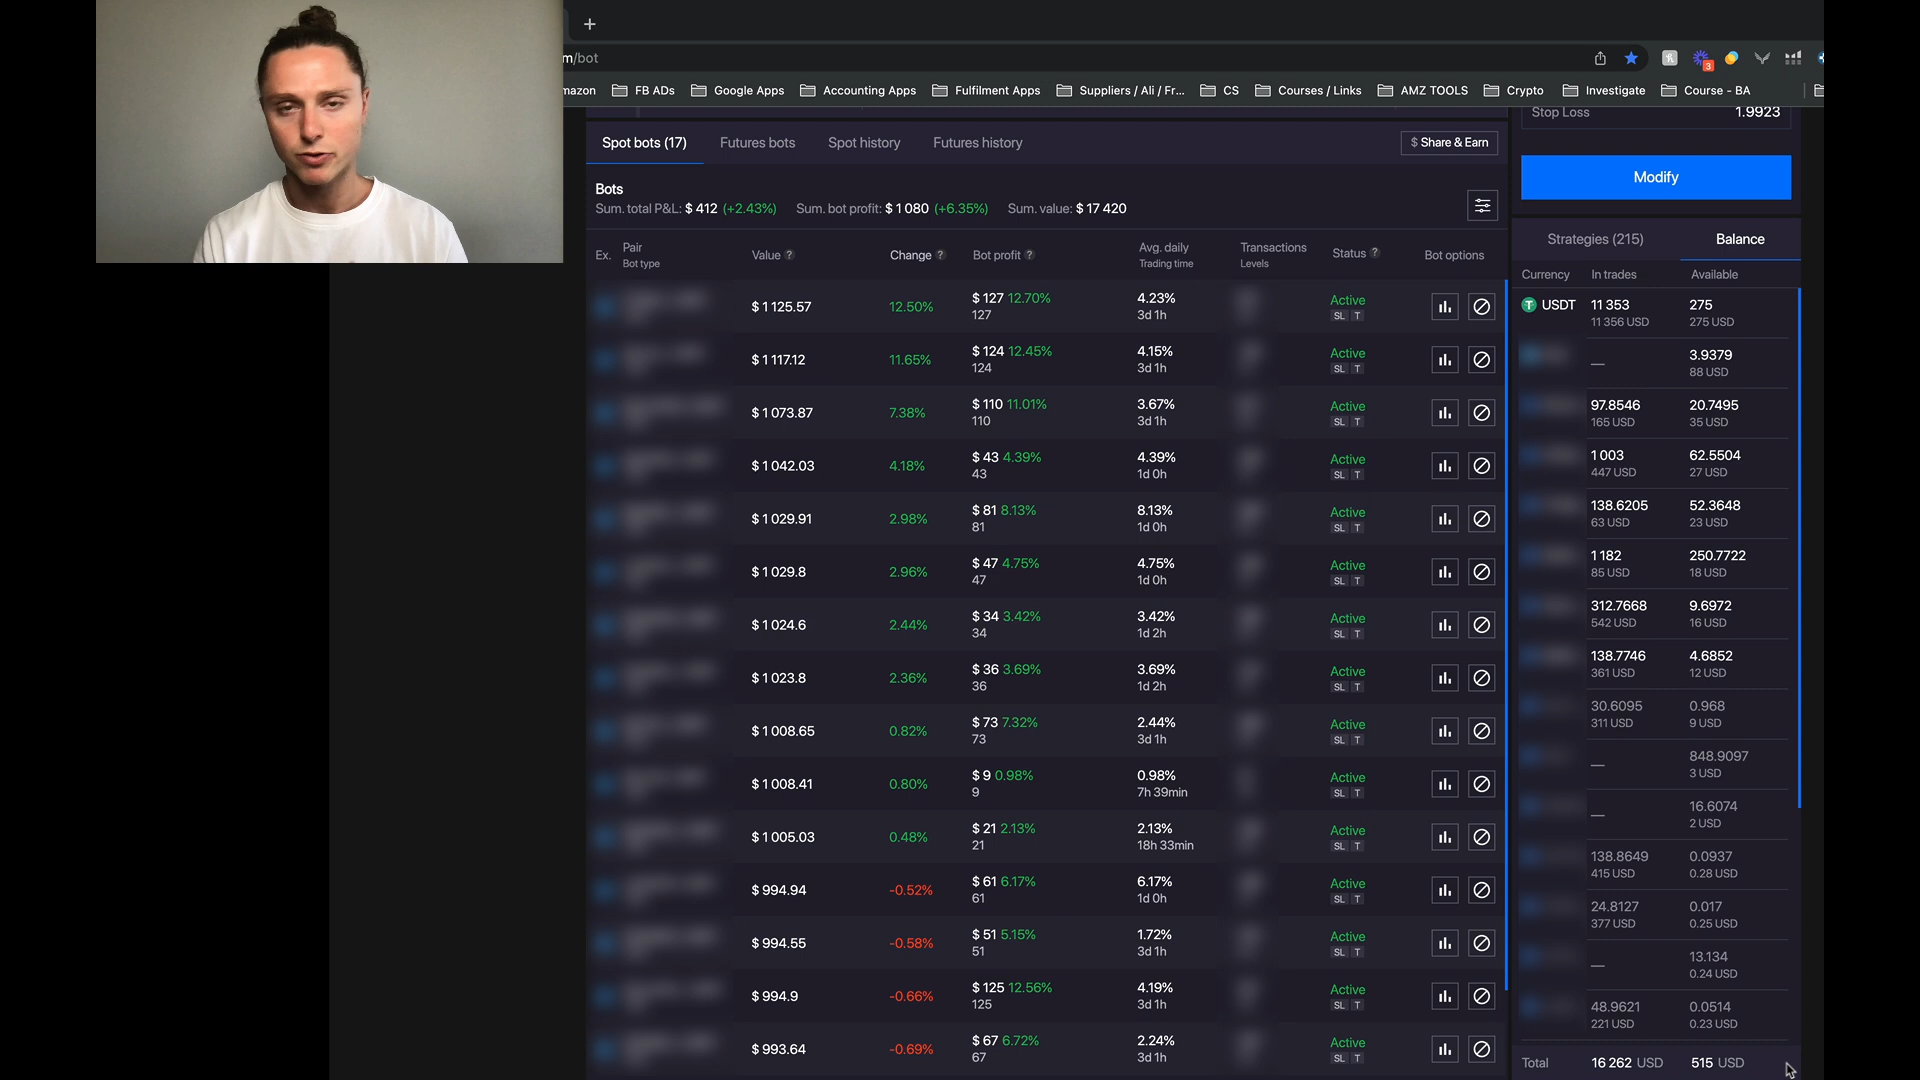 +
m/bot
3
mazon FB ADs Google Apps Accounting Apps Fulfilment Apps Suppliers / Ali / Fr... CS Courses / Links AMZ TOOLS Crypto Investigate Course - BA
Stop Loss 1.9923
Modify
Spot bots (17) Futures bots Spot history Futures history $ Share & Earn
Bots
Sum. total P&L: $ 412 (+2.43%) Sum. bot profit: $ 1 080 (+6.35%) Sum. value: $ 17 420
Ex. Pair Value ? Change ? Bot profit ? Avg. daily Transactions Status ? Bot options
Bot type Trading time Levels
$ 1 125.57 12.50% $ 127 12.70% 4.23% Active
127 3d 1h SL T
$ 1 117.12 11.65% $ 124 12.45% 4.15% Active
124 3d 1h SL T
$ 1 073.87 7.38% $ 110 11.01% 3.67% Active
110 3d 1h SL T
$ 1 042.03 4.18% $ 43 4.39% 4.39% Active
43 1d 0h SL T
$ 1 029.91 2.98% $ 81 8.13% 8.13% Active
81 1d 0h SL T
$ 1 029.8 2.96% $ 47 4.75% 4.75% Active
47 1d 0h SL T
$ 1 024.6 2.44% $ 34 3.42% 3.42% Active
34 1d 2h SL T
$ 1 023.8 2.36% $ 36 3.69% 3.69% Active
36 1d 2h SL T
$ 1 008.65 0.82% $ 73 7.32% 2.44% Active
73 3d 1h SL T
$ 1 008.41 0.80% $ 9 0.98% 0.98% Active
9 7h 39min SL T
$ 1 005.03 0.48% $ 21 2.13% 2.13% Active
21 18h 33min SL T
$ 994.94 -0.52% $ 61 6.17% 6.17% Active
61 1d 0h SL T
$ 994.55 -0.58% $ 51 5.15% 1.72% Active
51 3d 1h SL T
$ 994.9 -0.66% $ 125 12.56% 4.19% Active
125 3d 1h SL T
$ 993.64 -0.69% $ 67 6.72% 2.24% Active
67 3d 1h SL T
Strategies (215) Balance
Currency In trades Available
USDT 11 353 275
11 356 USD 275 USD
— 3.9379
88 USD
97.8546 20.7495
165 USD 35 USD
1 003 62.5504
447 USD 27 USD
138.6205 52.3648
63 USD 23 USD
1 182 250.7722
85 USD 18 USD
312.7668 9.6972
542 USD 16 USD
138.7746 4.6852
361 USD 12 USD
30.6095 0.968
311 USD 9 USD
— 848.9097
3 USD
— 16.6074
2 USD
138.8649 0.0937
415 USD 0.28 USD
24.8127 0.017
377 USD 0.25 USD
— 13.134
0.24 USD
48.9621 0.0514
221 USD 0.23 USD
Total 16 262 USD 515 USD